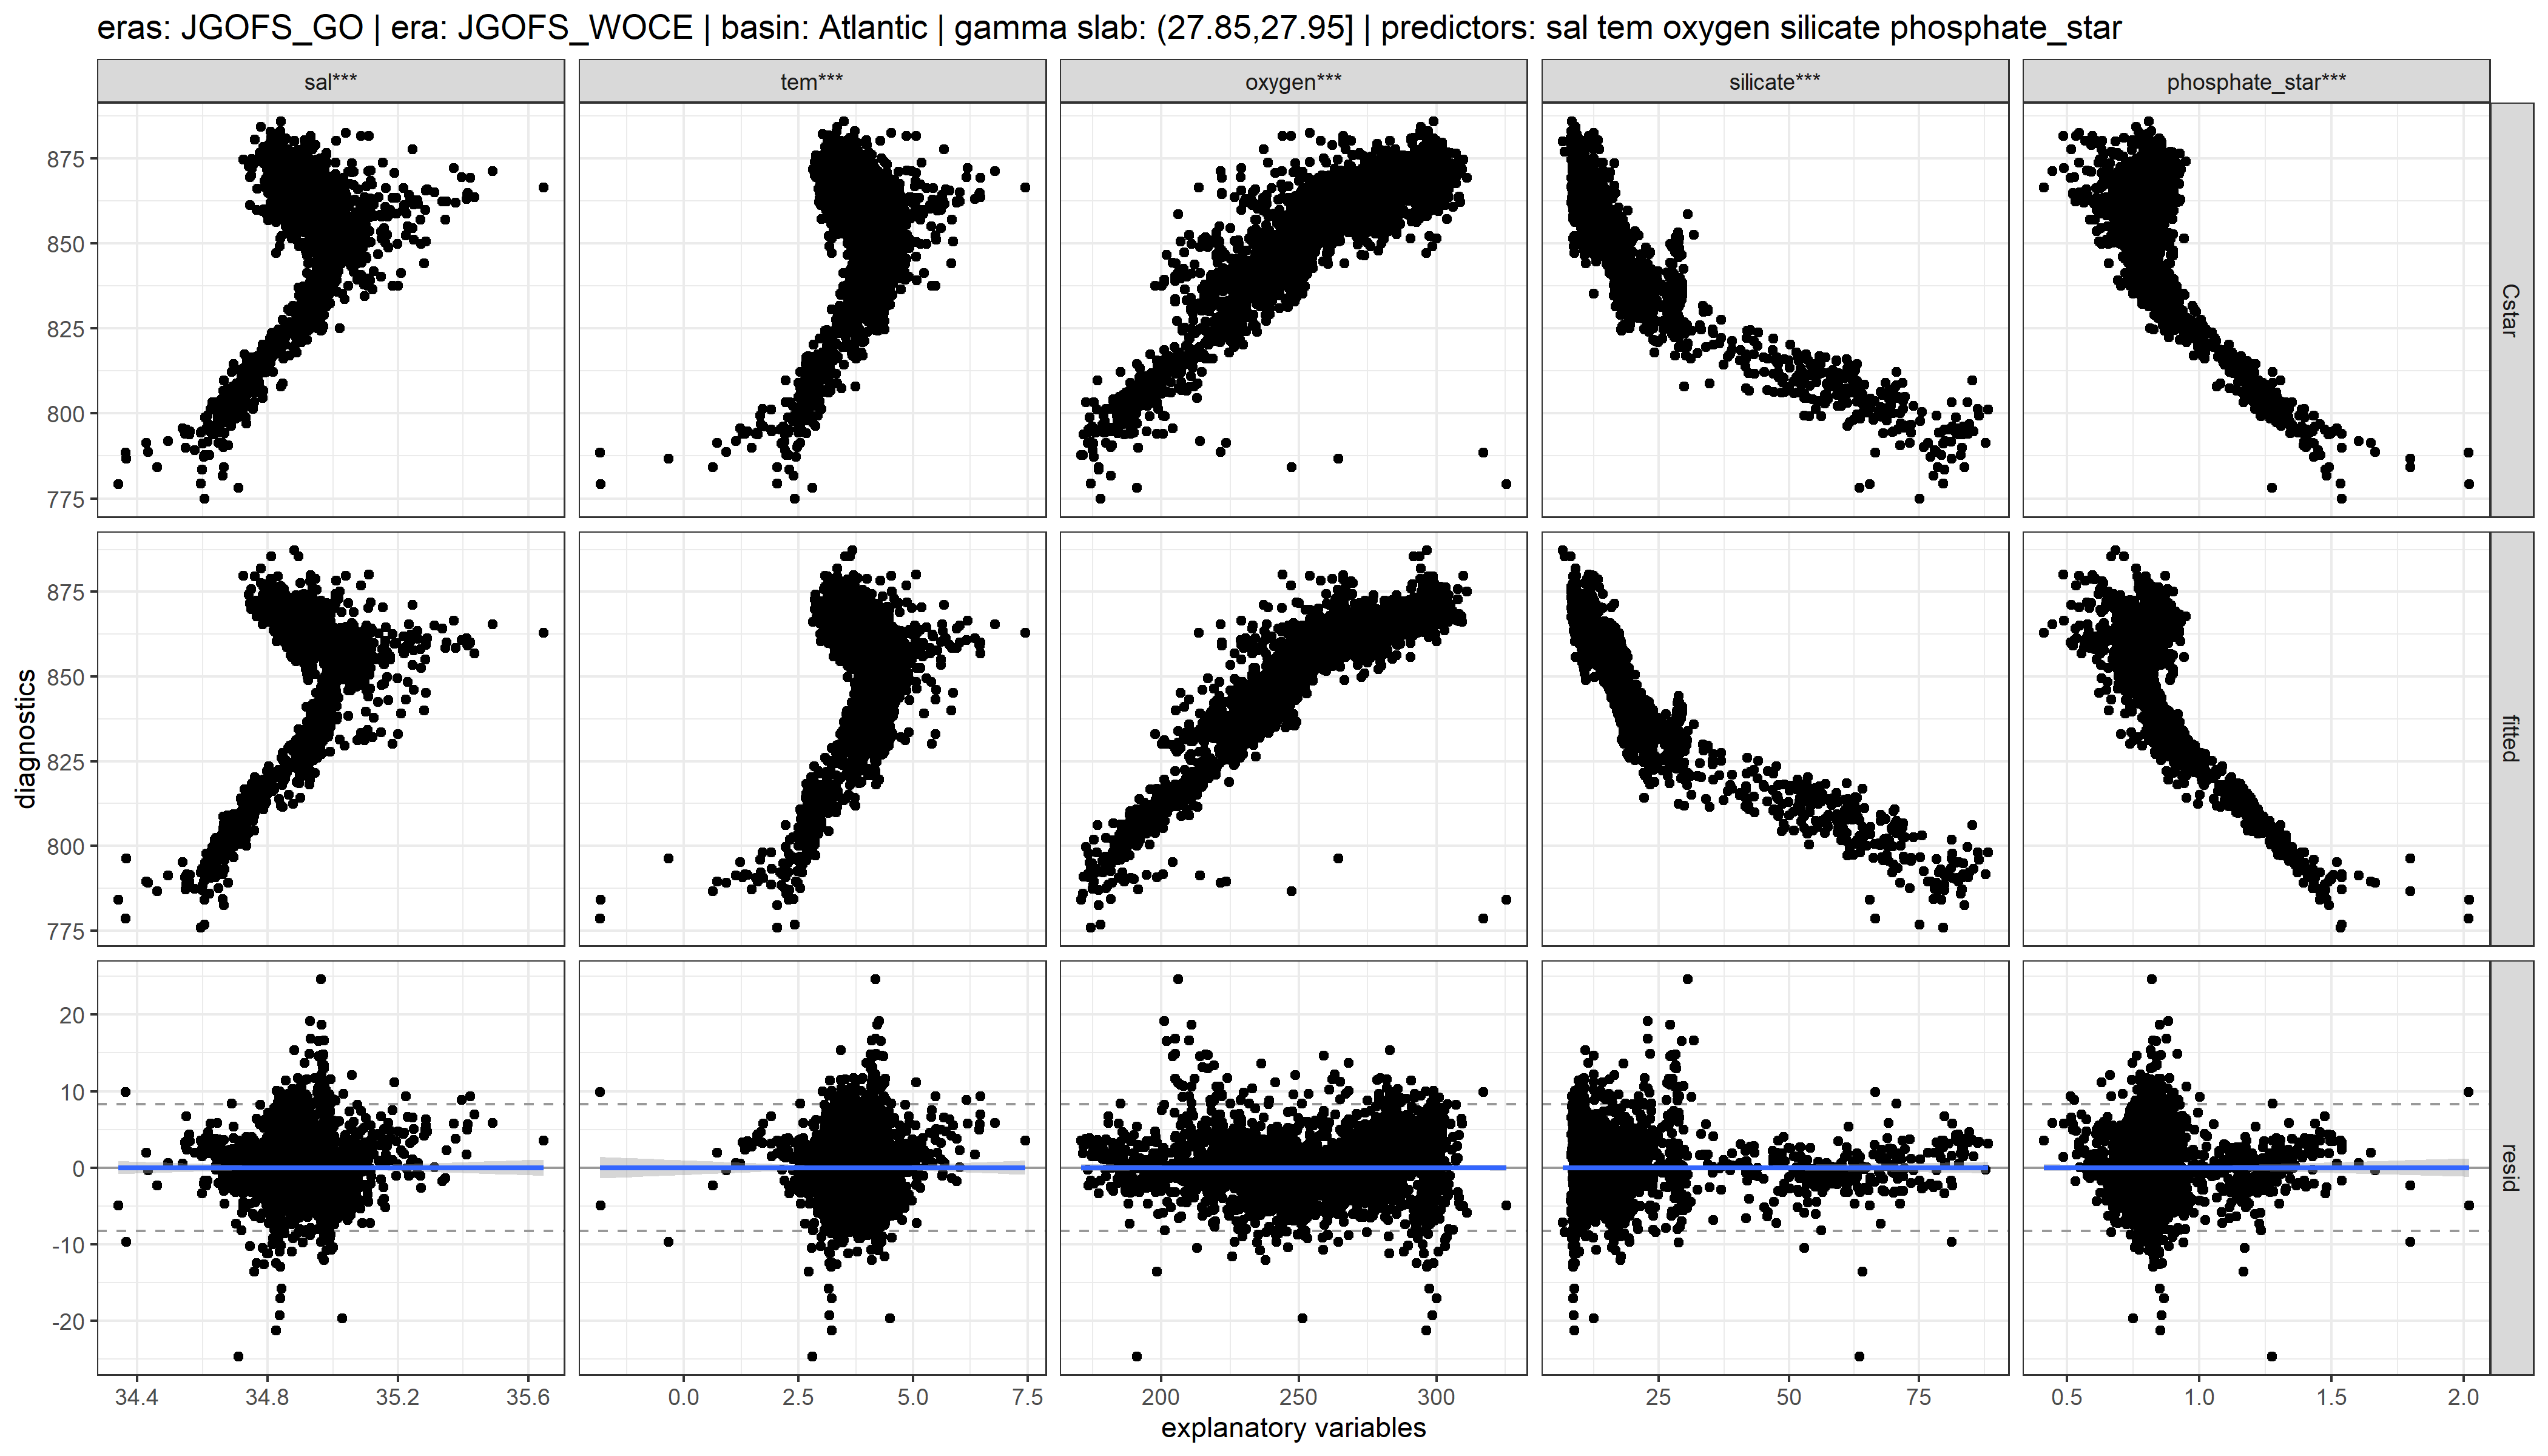 eras: JGOFS_GO | era: JGOFS_WOCE | basin: Atlantic | gamma slab: (27.85,27.95] | predictors: sal tem oxygen silicate phosphate_star
sal*** tem*** oxygen*** silicate*** phosphate_star***
875
850
825
800
775
Cstar
875
850
825
800
775
fitted
diagnostics
20
10
0
-10
-20
resid
34.4 34.8 35.2 35.6 0.0 2.5 5.0 7.5 200 250 300 25 50 75 0.5 1.0 1.5 2.0
explanatory variables